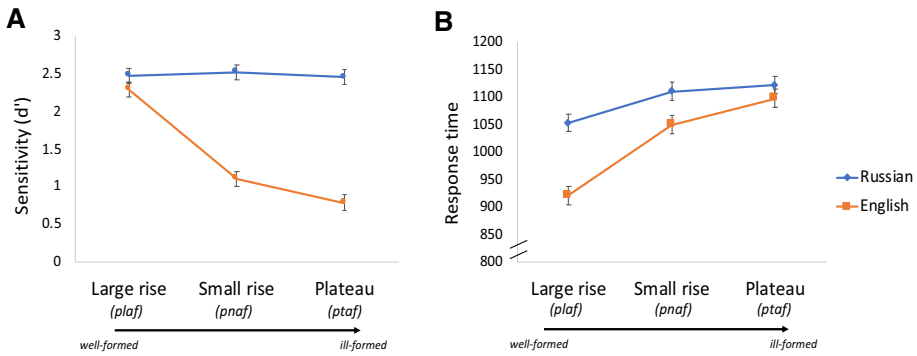 A
3
2.5
2
1.5
1
0.5
0
Sensitivity (d')
Large rise
(plaf)
Small rise
(pnaf)
Plateau
(ptaf)
well-formed
ill-formed
B
1200
1150
1100
1050
1000
950
900
850
800
Response time
Large rise
(plaf)
Small rise
(pnaf)
Plateau
(ptaf)
well-formed
ill-formed
Russian
English